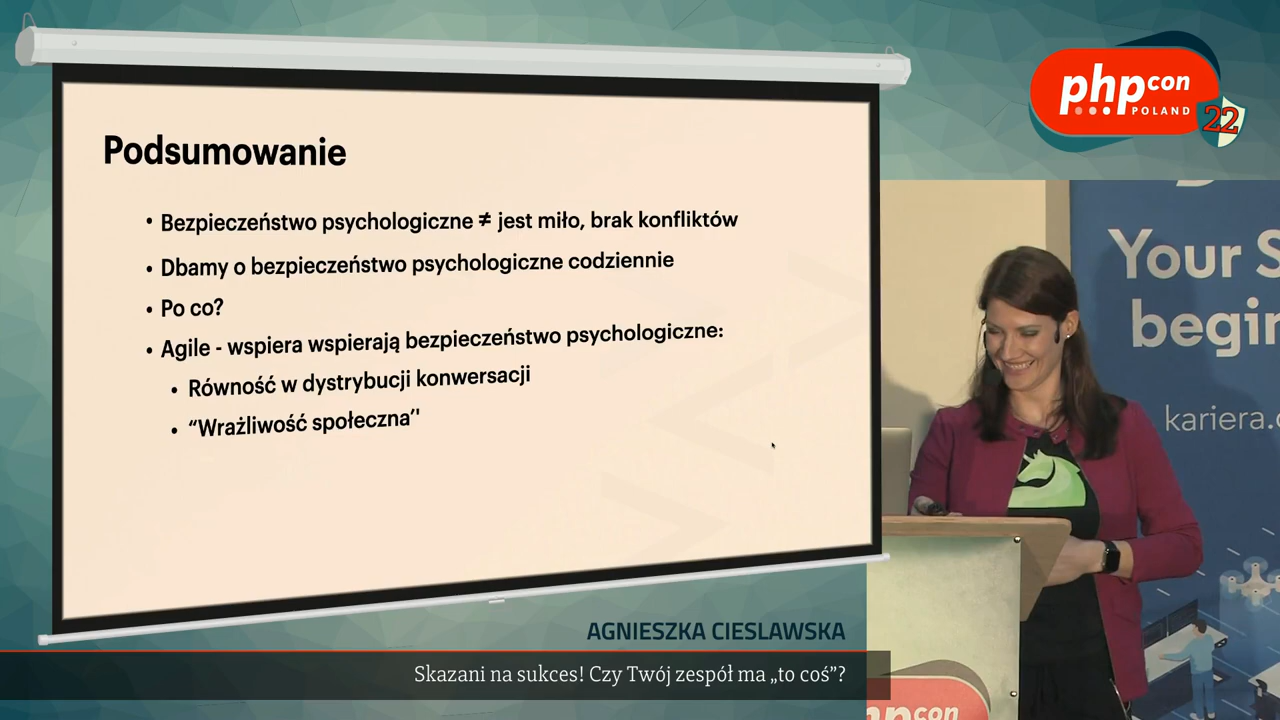 php con
POLAND
22
Podsumowanie
• Bezpieczeństwo psychologiczne ≠ jest miło, brak konfliktów
• Dbamy o bezpieczeństwo psychologiczne codziennie
• Po co?
• Agile - wspiera wspierają bezpieczeństwo psychologiczne:
• Równość w dystrybucji konwersacji
• “Wrażliwość społeczna''
Your S
begin
kariera.
AGNIESZKA CIESLAWSKA
Skazani na sukces! Czy Twój zespół ma „to coś”?
phpcon